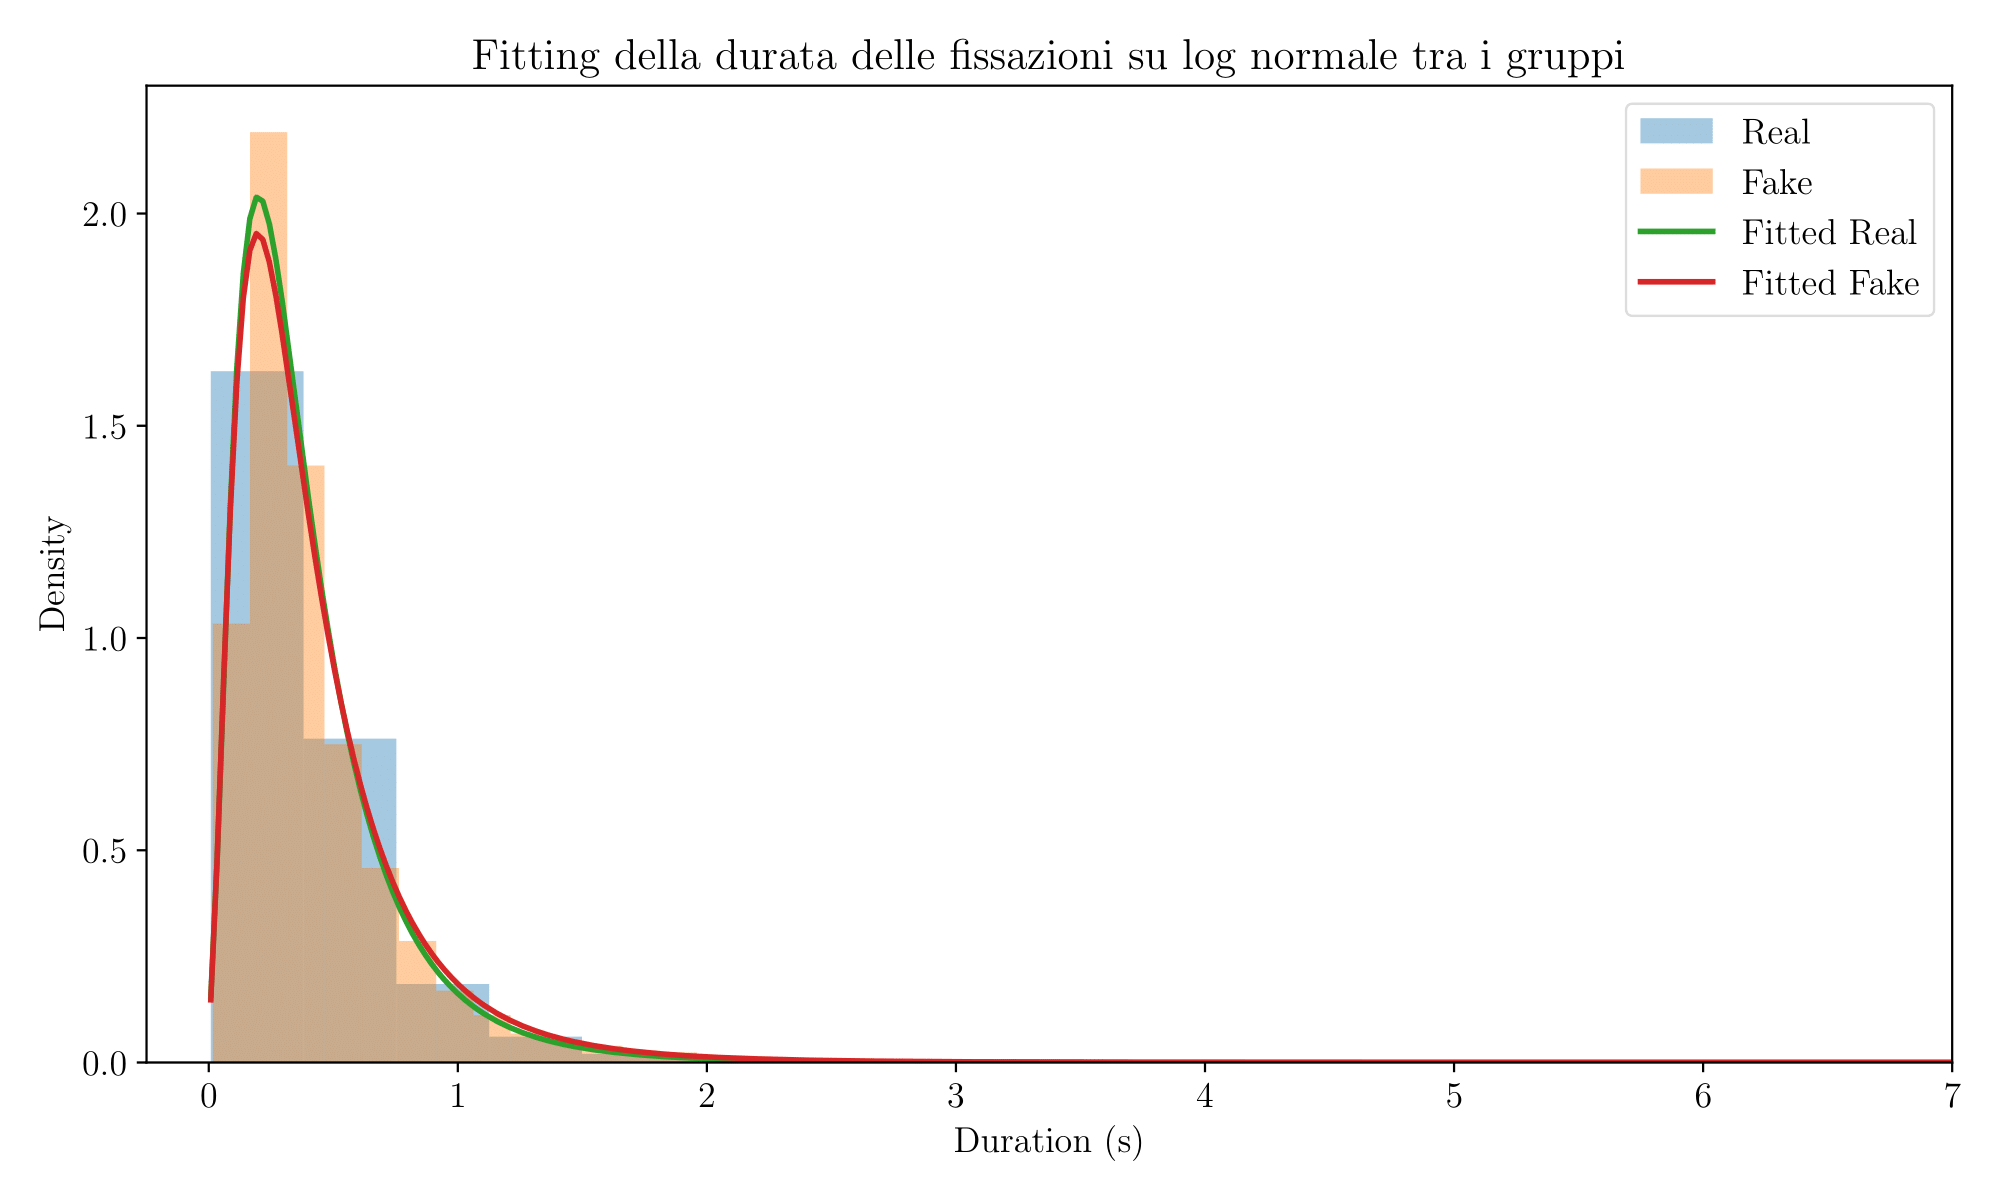 Fitting della durata delle fissazioni su log normale tra i gruppi
Real
Fake
Fitted Real
Fitted Fake
Density
2.0
1.5
1.0
0.5
0.0
0 1 2 3 4 5 6 7
Duration (s)